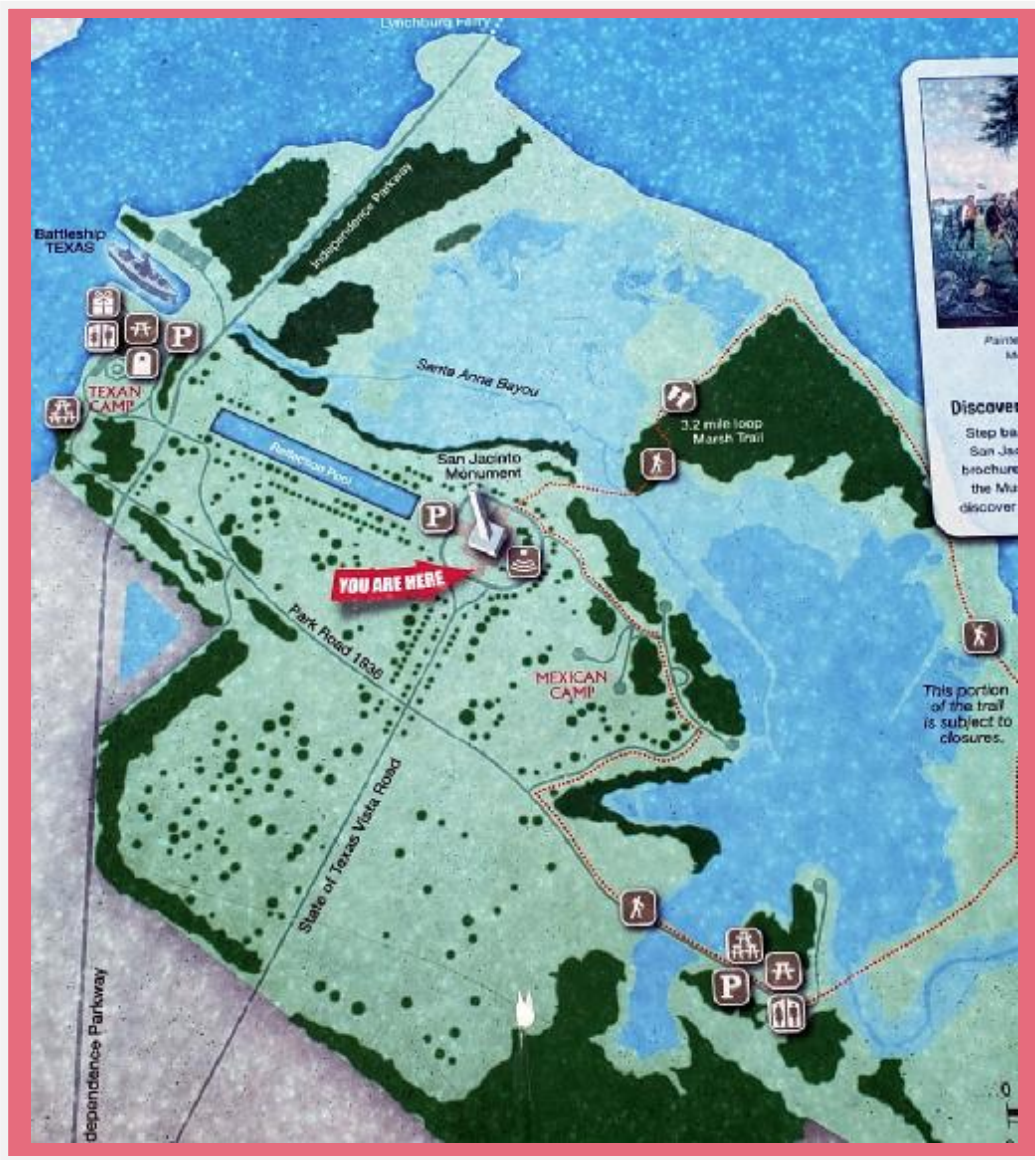 Lynchburg Ferry
Independence Parkway
Battleship
TEXAS
P
TEXAN
CAMP
Santa Anna Bayou
3.2 mile loop
Marsh Trail
Reflection Pool
San Jacinto
Monument
P
YOU ARE HERE
Park Road 1836
MEXICAN
CAMP
State of Texas Vista Road
This portion
of the trail
is subject to
closures.
P
dependence Parkway
Painte
M
Discover
Step ba
San Jac
brochure
the Mus
discover
0